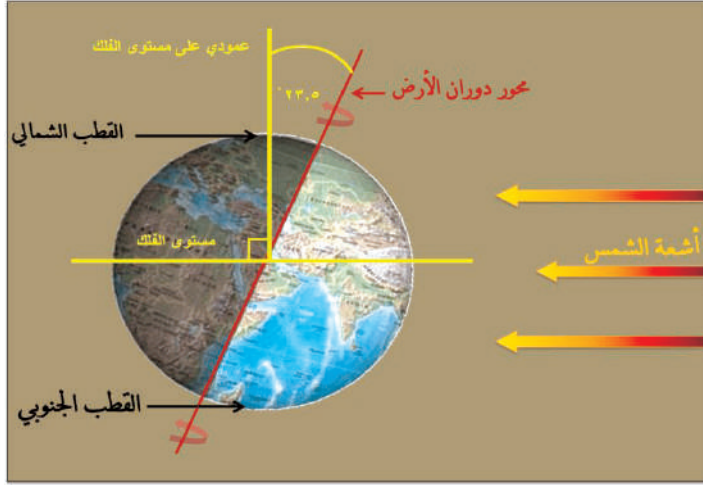 عمودي على مستوى الفلك
٢٣,٥°
محور دوران الأرض
القطب الشمالي
مستوى الفلك
أشعة الشمس
القطب الجنوبي